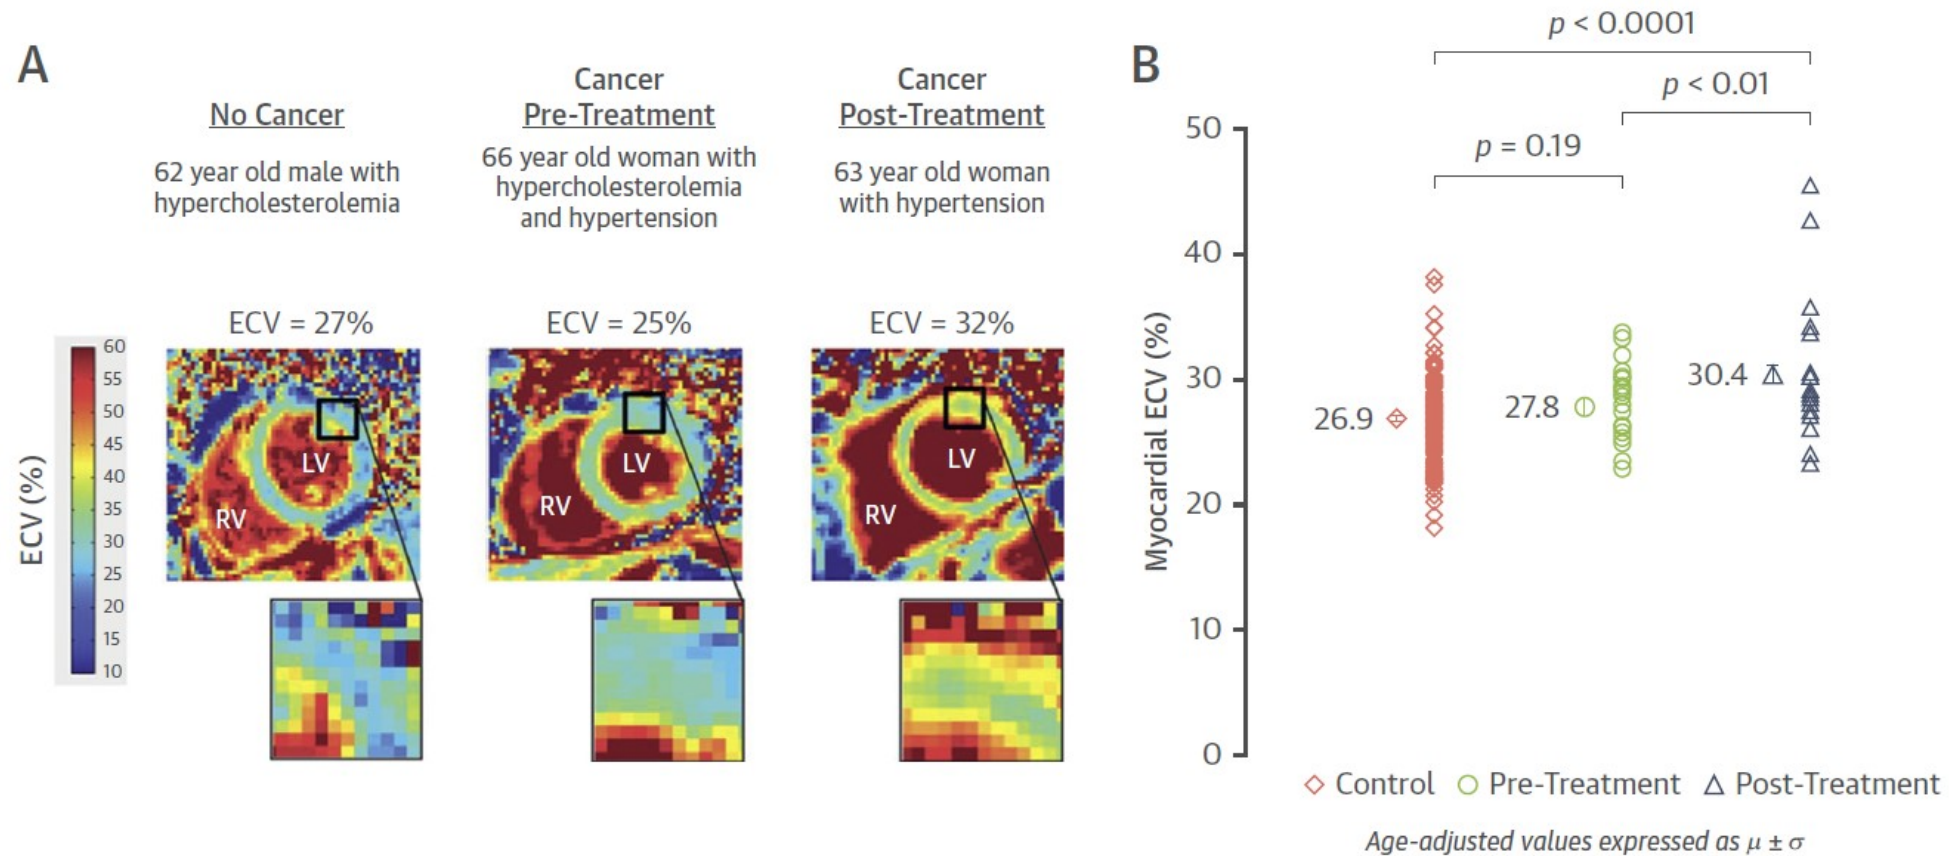 A
No Cancer
62 year old male with
hypercholesterolemia
Cancer
Pre-Treatment
66 year old woman with
hypercholesterolemia
and hypertension
Cancer
Post-Treatment
63 year old woman
with hypertension
ECV = 27%
ECV = 25%
ECV = 32%
ECV (%)
60
55
50
45
40
35
30
25
20
15
10
LV
RV
LV
RV
LV
RV
B
p < 0.0001
p < 0.01
p = 0.19
Myocardial ECV (%)
50
40
30
20
10
0
26.9
27.8
30.4
Control
Pre-Treatment
Post-Treatment
Age-adjusted values expressed as μ ± σ